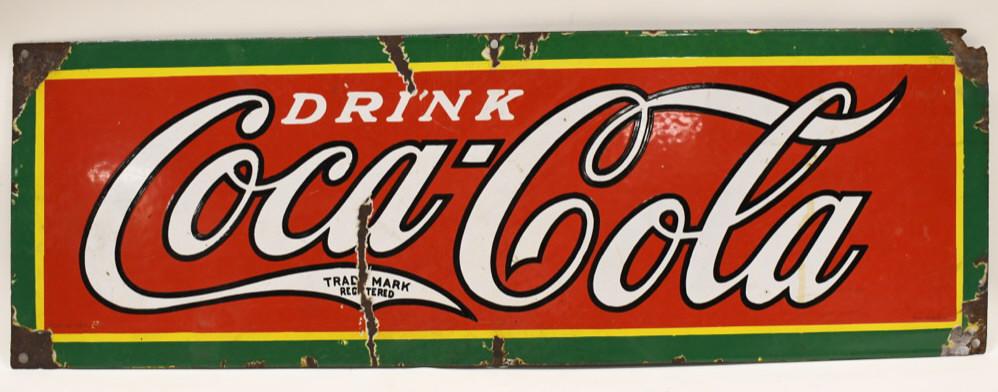 DRINK
Coca-Cola
TRADE MARK
REGISTERED